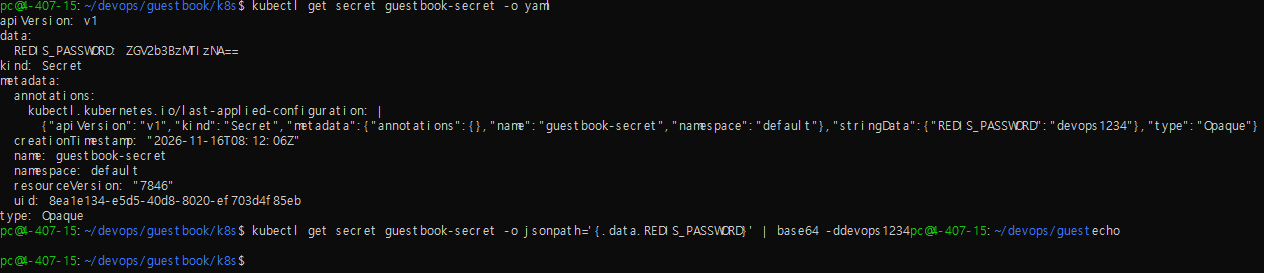 pc@4-407-15:~/devops/guestbook/k8s$ kubectl get secret guestbook-secret -o yaml
apiVersion: v1
data:
  REDIS_PASSWORD: ZGV2b3BzMTIzNA==
kind: Secret
metadata:
  annotations:
    kubectl.kubernetes.io/last-applied-configuration: |
      {"apiVersion":"v1","kind":"Secret","metadata":{"annotations":{},"name":"guestbook-secret","namespace":"default"},"stringData":{"REDIS_PASSWORD":"devops1234"},"type":"Opaque"}
  creationTimestamp: "2026-11-16T08:12:06Z"
  name: guestbook-secret
  namespace: default
  resourceVersion: "7846"
  uid: 8ea1e134-e5d5-40d8-8020-ef703d4f85eb
type: Opaque
pc@4-407-15:~/devops/guestbook/k8s$ kubectl get secret guestbook-secret -o jsonpath='{.data.REDIS_PASSWORD}' | base64 -ddevops1234pc@4-407-15:~/devops/guestecho
pc@4-407-15:~/devops/guestbook/k8s$